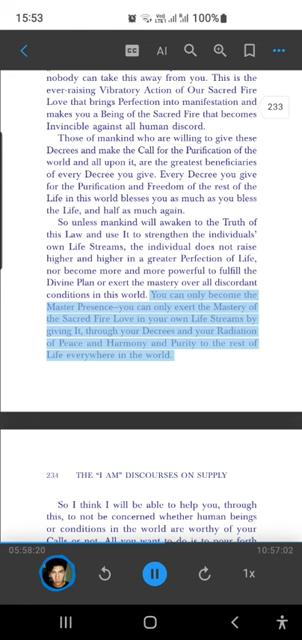 15:53
100%
AI
nobody can take this away from you. This is the
ever-raising Vibratory Action of Our Sacred Fire
Love that brings Perfection into manifestation and
makes you a Being of the Sacred Fire that becomes
Invincible against all human discord.
233
Those of mankind who are willing to give these
Decrees and make the Call for the Purification of the
world and all upon it, are the greatest beneficiaries
of every Decree you give. Every Decree you give
for the Purification and Freedom of the rest of the
Life in this world blesses you as much as you bless
the Life, and half as much again.
So unless mankind will awaken to the Truth of
this Law and use It to strengthen the individuals'
own Life Streams, the individual does not raise
higher and higher in a greater Perfection of Life,
nor become more and more powerful to fulfill the
Divine Plan or exert the mastery over all discordant
conditions in this world. You can only become the
Master Presence—you can only exert the Mastery of
the Sacred Fire Love in your own Life Streams by
giving It, through your Decrees and your Radiation
of Peace and Harmony and Purity to the rest of
Life everywhere in the world.
234 THE "I AM" DISCOURSES ON SUPPLY
So I think I will be able to help you, through
this, to not be concerned whether human beings
or conditions in the world are worthy of your
Calls or not. All you want to do is to pour forth
05:58:20
10:57:02
1x